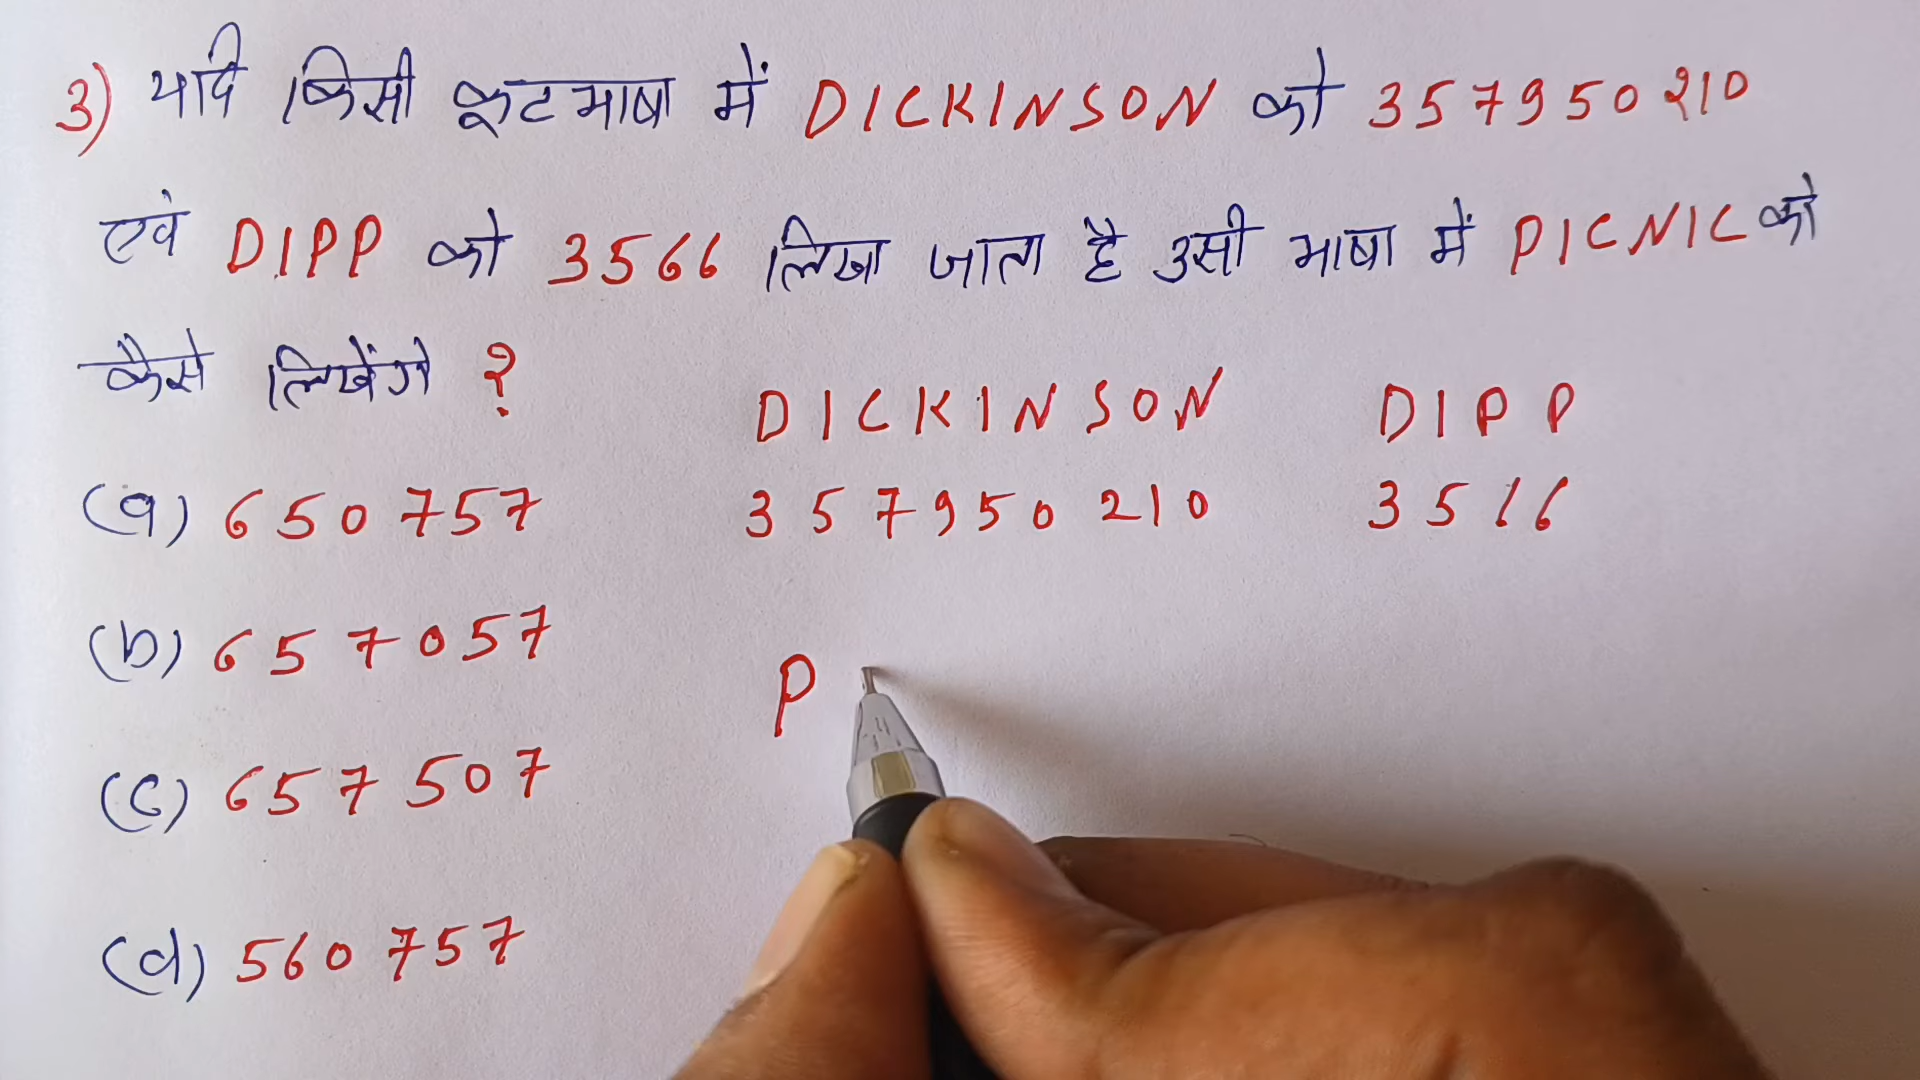 3) यदि किसी कूटभाषा में DICKINSON को 357950210
एवं DIPP को 3566 लिखा जाता है उसी भाषा में PICNIC को
कैसे लिखेंगे ?
DICKINSON DIPP
357950210 3566
(a) 650757
(b) 657057
(c) 657507
(d) 560757
P